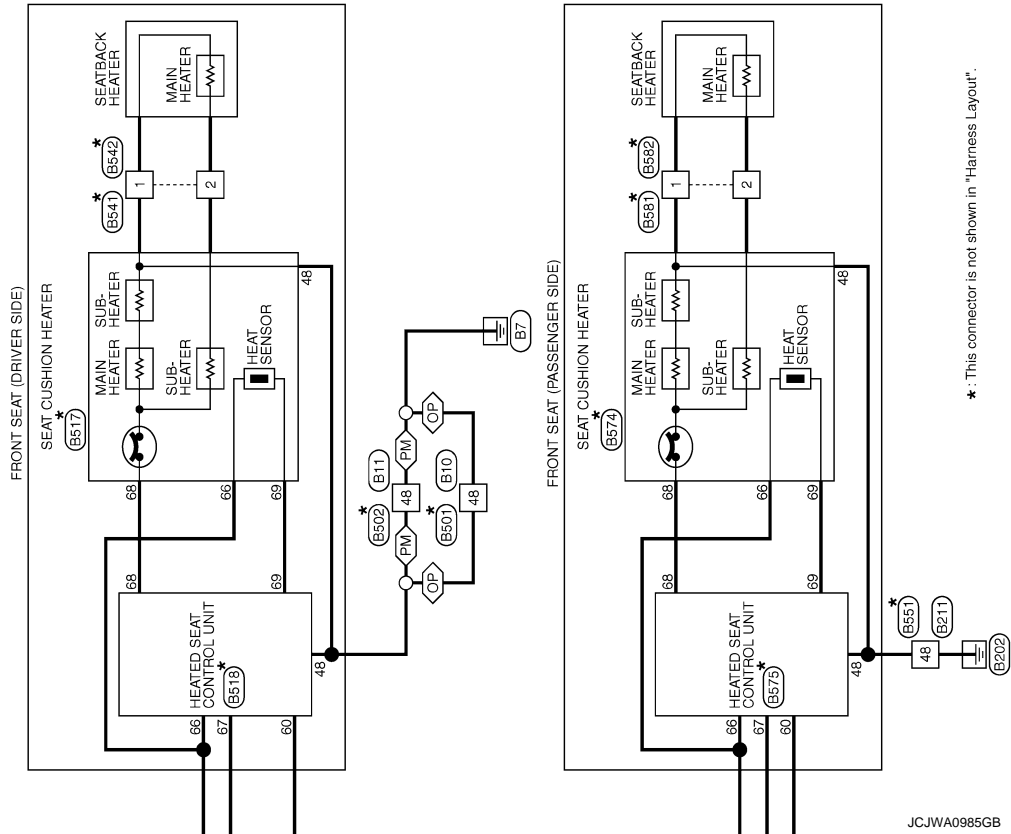 FRONT SEAT (DRIVER SIDE)
SEAT CUSHION HEATER
SEATBACK
HEATER
MAIN
HEATER
B542
*
B541
*
1
2
B517
*
MAIN
HEATER
SUB-
HEATER
SUB-
HEATER
HEAT
SENSOR
48
68
66
69
68
69
HEATED SEAT
CONTROL UNIT
B518
*
48
66
67
60
B502
*
B11
PM
48
PM
B501
*
B10
OP
48
OP
B7
FRONT SEAT (PASSENGER SIDE)
SEAT CUSHION HEATER
SEATBACK
HEATER
MAIN
HEATER
B582
*
B581
*
1
2
B574
*
MAIN
HEATER
SUB-
HEATER
SUB-
HEATER
HEAT
SENSOR
48
68
66
69
68
69
HEATED SEAT
CONTROL UNIT
B575
*
48
66
67
60
B551
*
B211
48
B202
* : This connector is not shown in "Harness Layout".
JCJWA0985GB